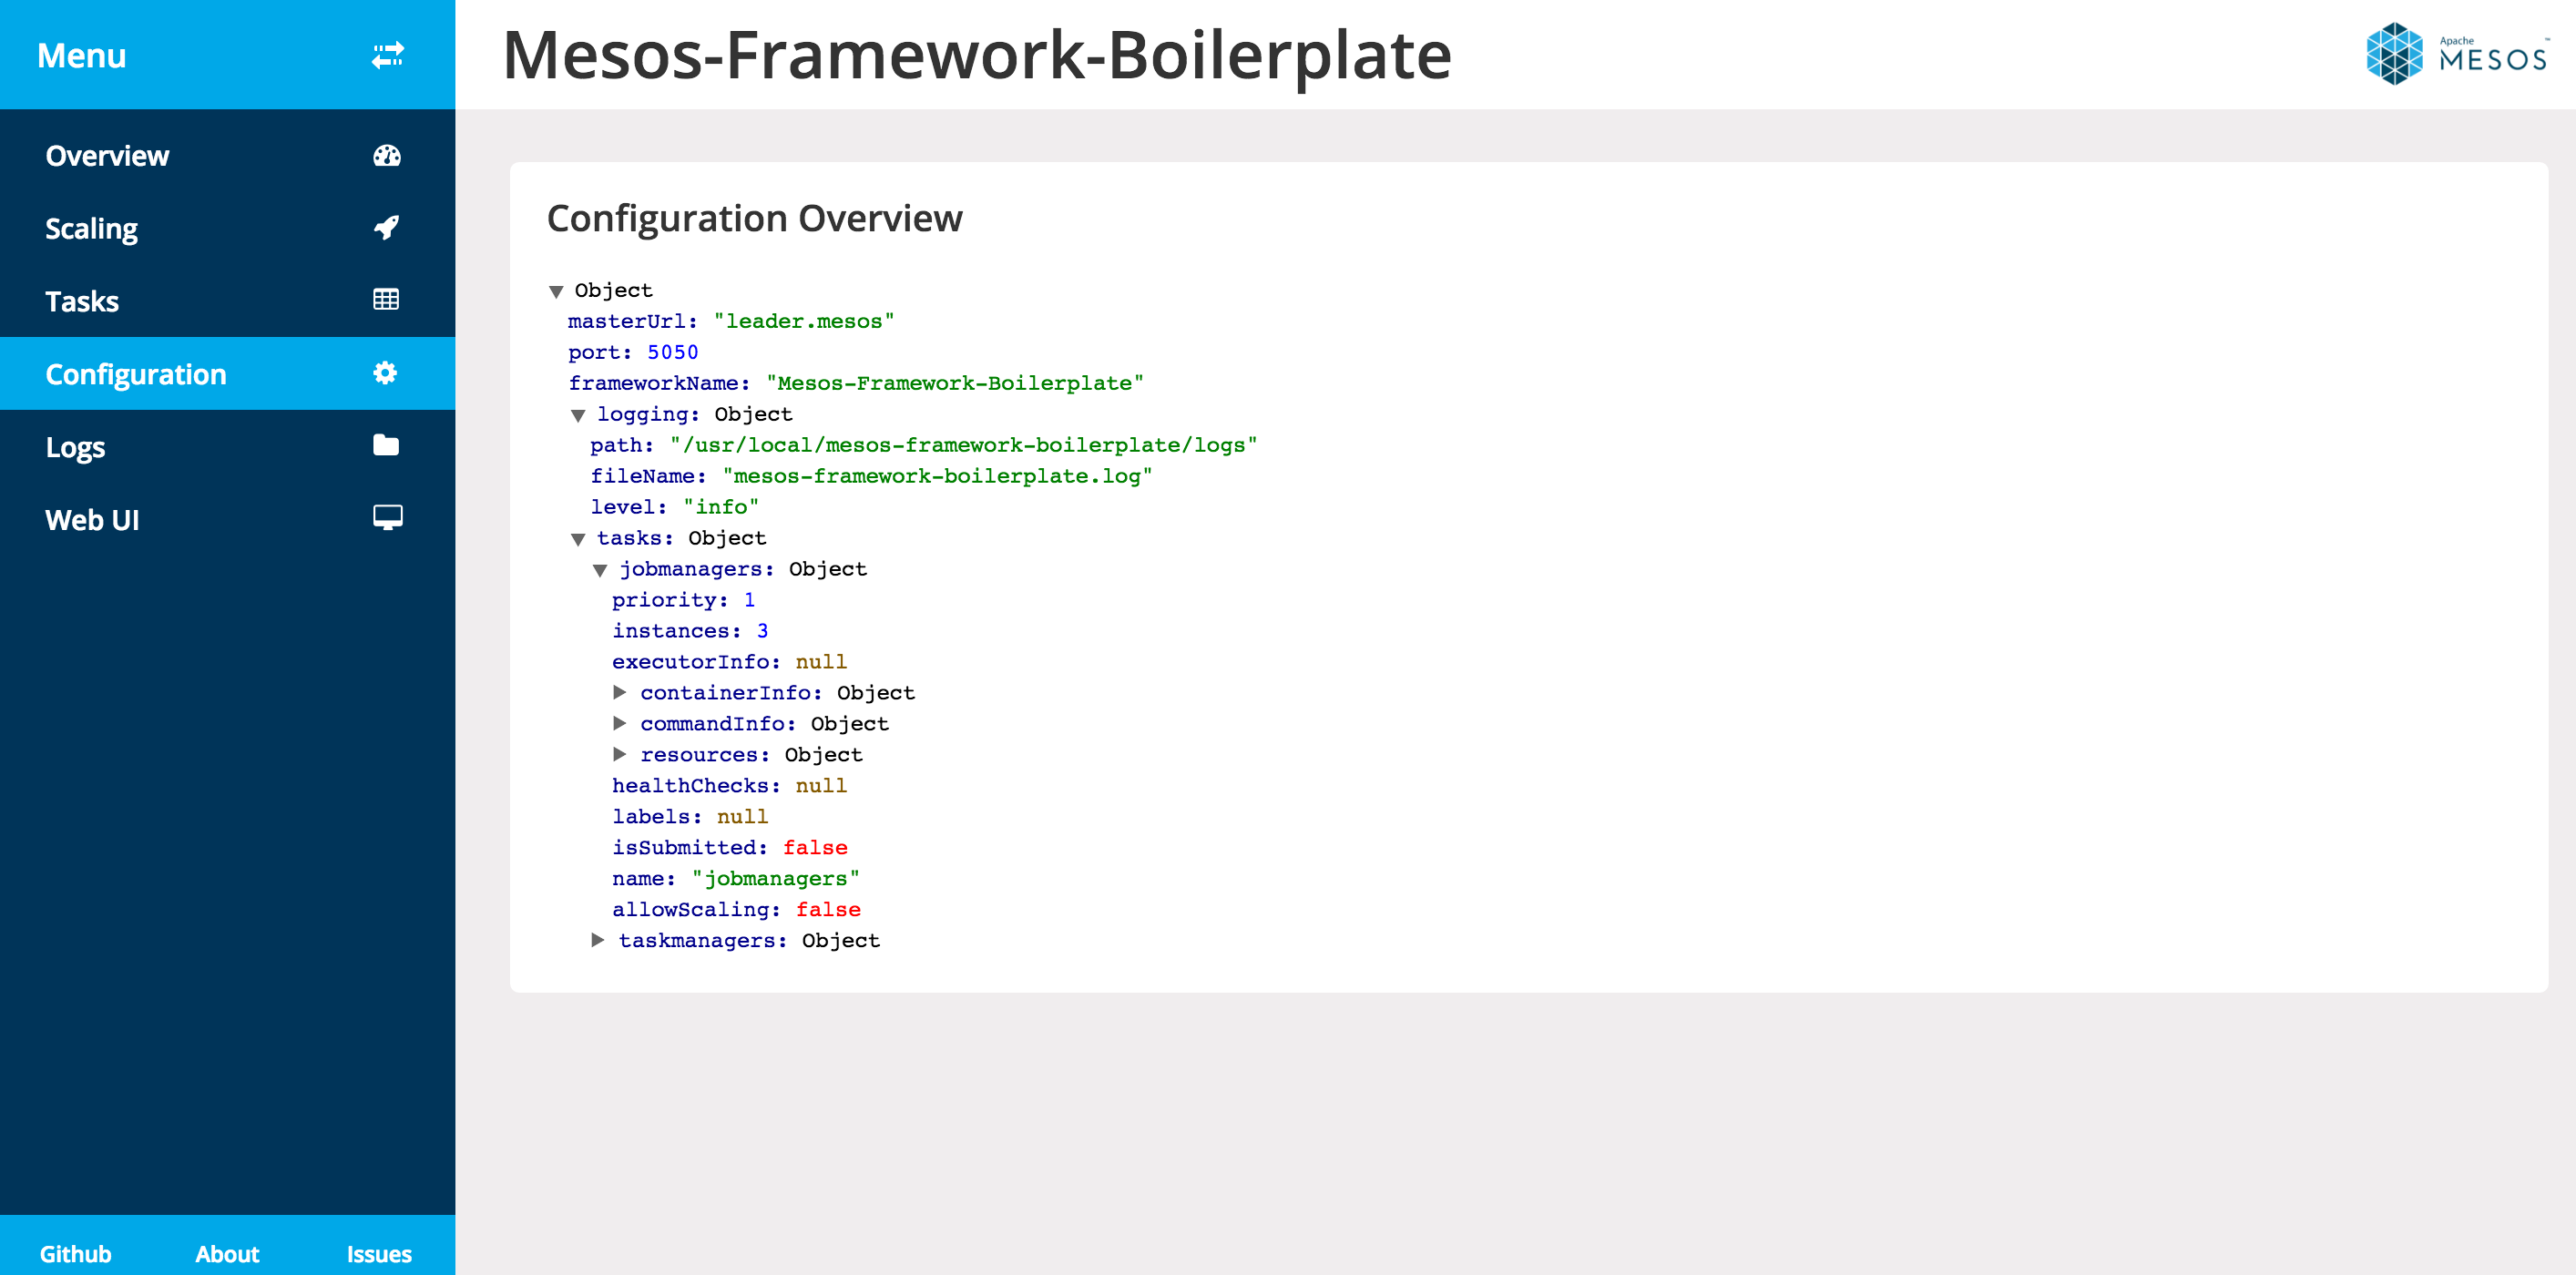 Menu
Overview
Scaling
Tasks
Configuration
Logs
Web UI
Github About Issues
Mesos-Framework-Boilerplate
Apache
MESOS™
Configuration Overview
▼ Object
masterUrl: "leader.mesos"
port: 5050
frameworkName: "Mesos-Framework-Boilerplate"
▼ logging: Object
path: "/usr/local/mesos-framework-boilerplate/logs"
fileName: "mesos-framework-boilerplate.log"
level: "info"
▼ tasks: Object
▼ jobmanagers: Object
priority: 1
instances: 3
executorInfo: null
▶ containerInfo: Object
▶ commandInfo: Object
▶ resources: Object
healthChecks: null
labels: null
isSubmitted: false
name: "jobmanagers"
allowScaling: false
▶ taskmanagers: Object